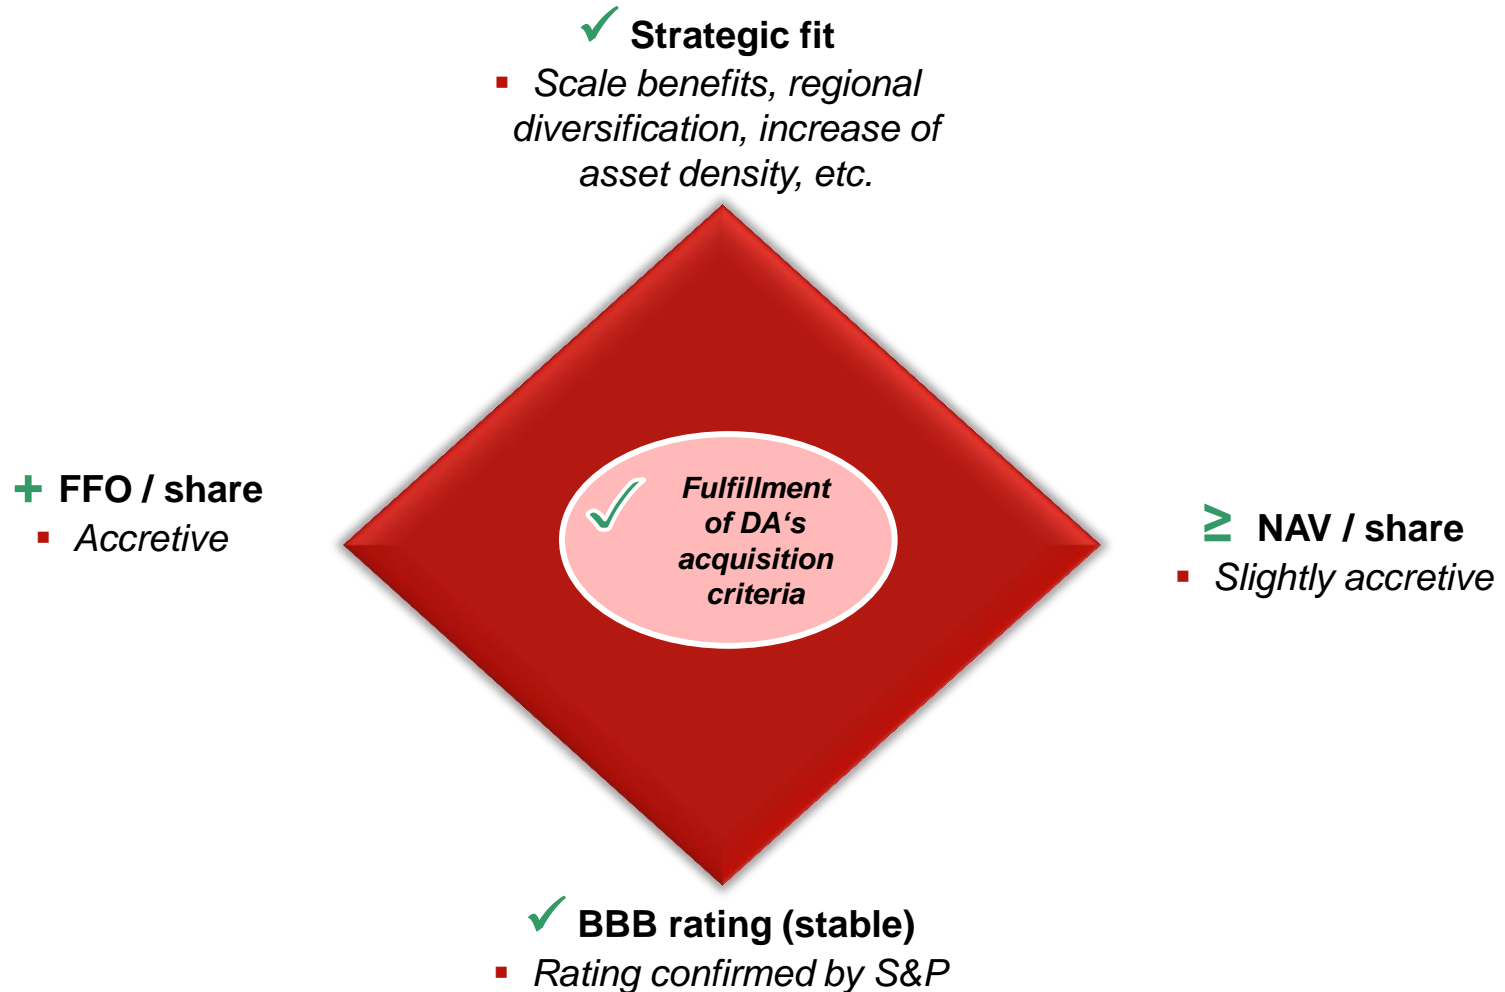 ✓ Strategic fit
▪ Scale benefits, regional
diversification, increase of
asset density, etc.
+ FFO / share
▪ Accretive
✓ Fulfillment
of DA‘s
acquisition
criteria
≥ NAV / share
▪ Slightly accretive
✓ BBB rating (stable)
▪ Rating confirmed by S&P